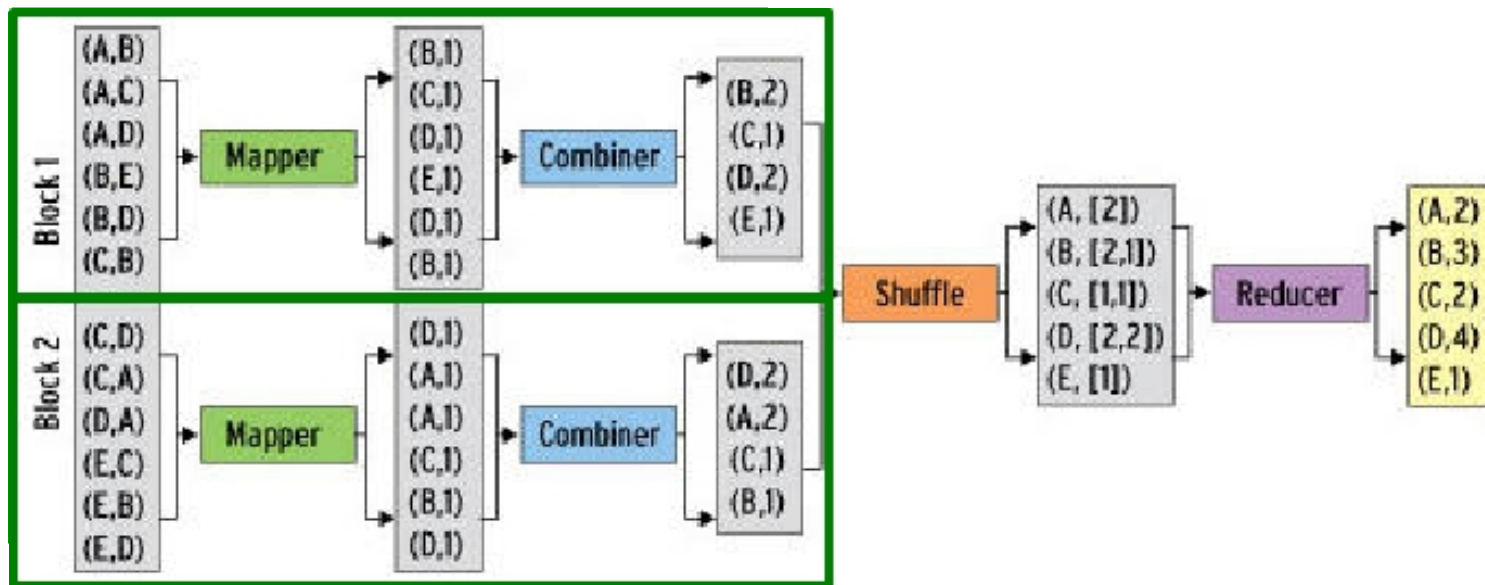 Block 1
(A,B)
(A,C)
(A,D)
(B,E)
(B,D)
(C,B)
Mapper
(B,1)
(C,1)
(D,1)
(E,1)
(D,1)
(B,1)
Combiner
(B,2)
(C,1)
(D,2)
(E,1)
Block 2
(C,D)
(C,A)
(D,A)
(E,C)
(E,B)
(E,D)
Mapper
(D,1)
(A,1)
(A,1)
(C,1)
(B,1)
(D,1)
Combiner
(D,2)
(A,2)
(C,1)
(B,1)
Shuffle
(A, [2])
(B, [2,1])
(C, [1,1])
(D, [2,2])
(E, [1])
Reducer
(A,2)
(B,3)
(C,2)
(D,4)
(E,1)